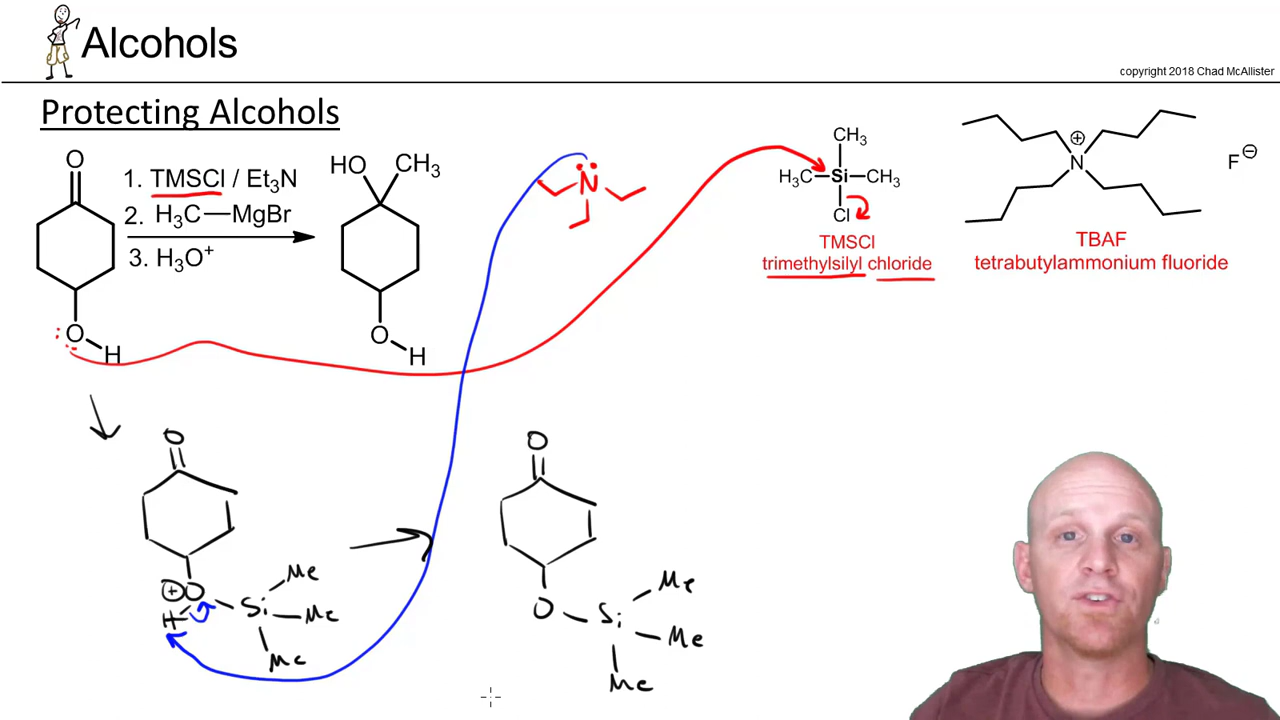 Alcohols
copyright 2018 Chad McAllister
Protecting Alcohols
O
1. TMSCl / Et₃N
2. H₃C—MgBr
3. H₃O⁺
O
H
HO
CH₃
O
H
N
CH₃
H₃C
Si
CH₃
Cl
TMSCl
trimethylsilyl chloride
N
F
TBAF
tetrabutylammonium fluoride
O
O
H
Si
Me
Me
Me
O
O
Si
Me
Me
Me